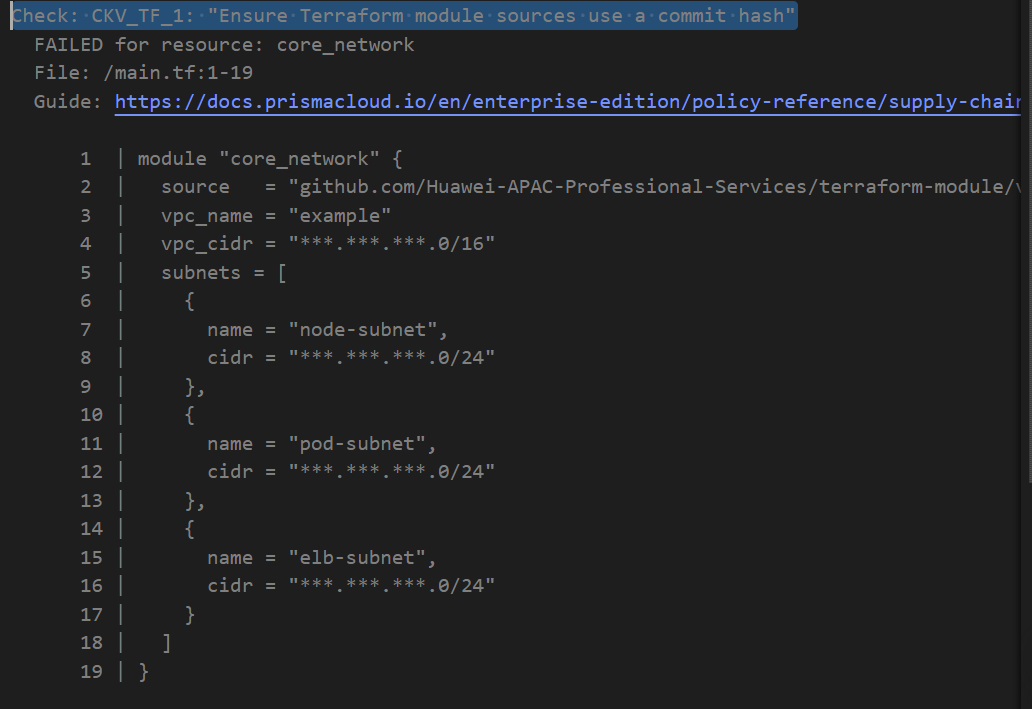 Check: CKV_TF_1: "Ensure Terraform module sources use a commit hash"
FAILED for resource: core_network
File: /main.tf:1-19
Guide: https://docs.prismacloud.io/en/enterprise-edition/policy-reference/supply-chain
1 | module "core_network" {
2 | source = "github.com/Huawei-APAC-Professional-Services/terraform-module/v
3 | vpc_name = "example"
4 | vpc_cidr = "***.***.***.0/16"
5 | subnets = [
6 | {
7 | name = "node-subnet",
8 | cidr = "***.***.***.0/24"
9 | },
10 | {
11 | name = "pod-subnet",
12 | cidr = "***.***.***.0/24"
13 | },
14 | {
15 | name = "elb-subnet",
16 | cidr = "***.***.***.0/24"
17 | }
18 | ]
19 | }